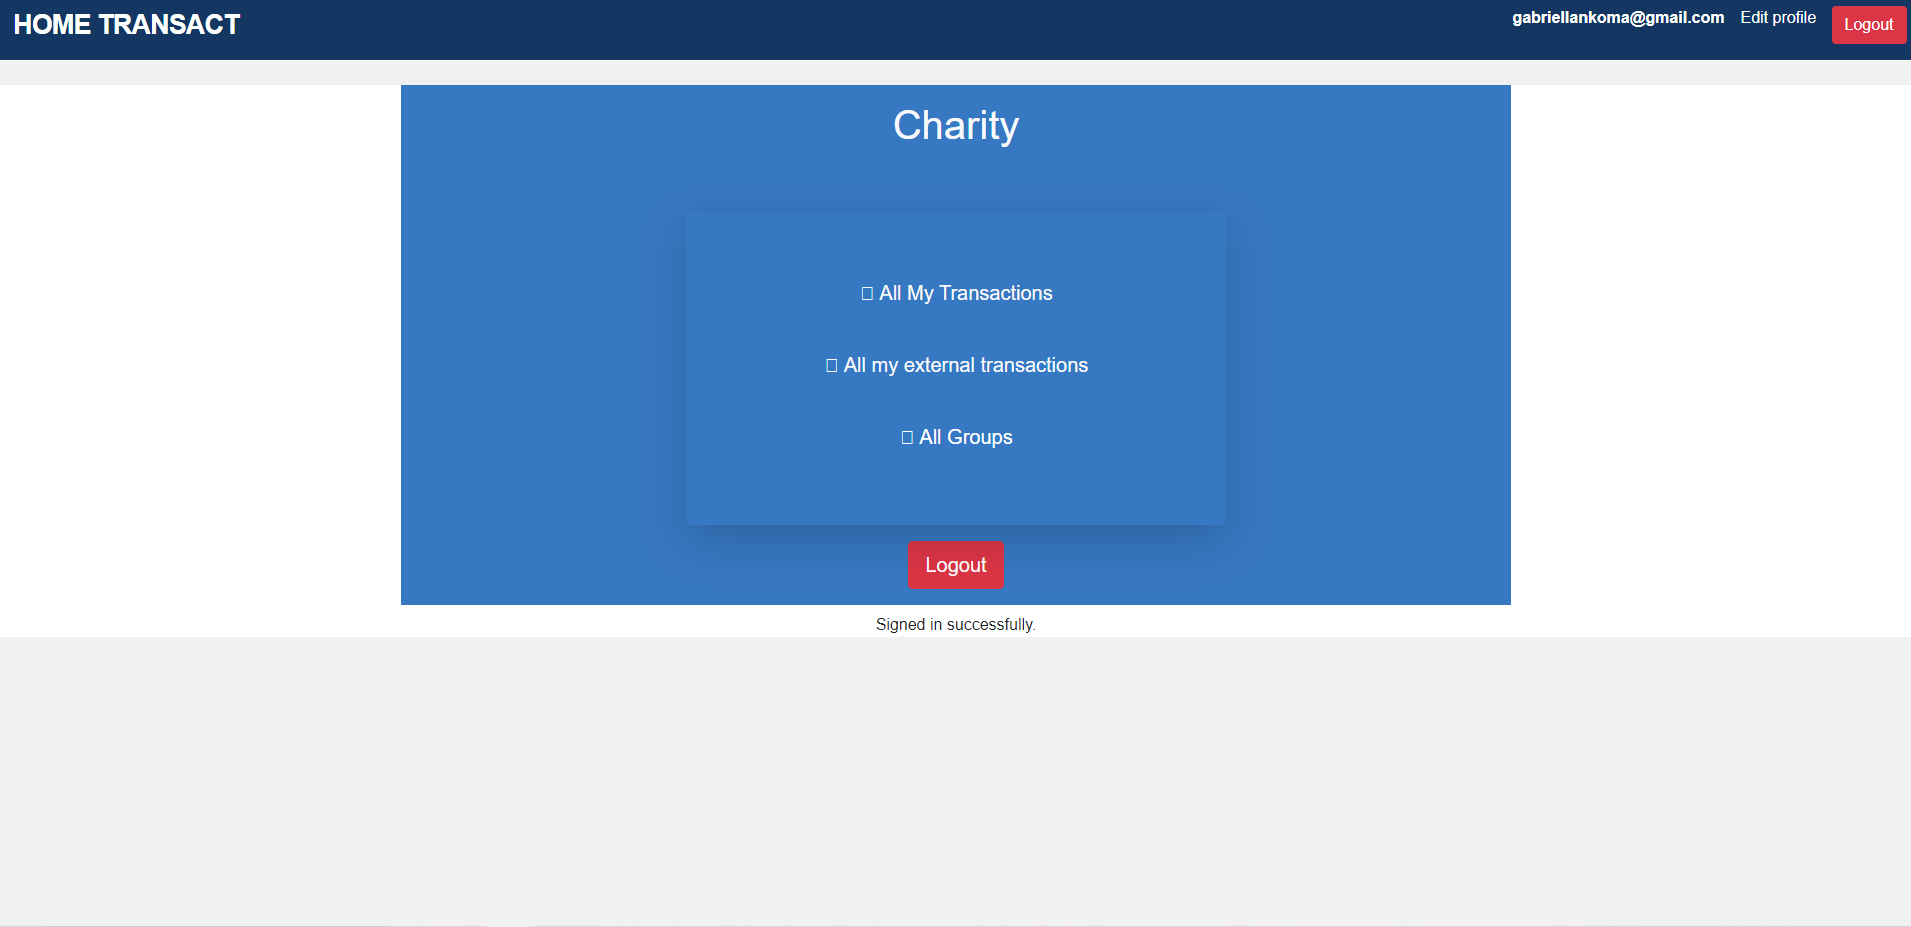 HOME TRANSACT
gabriellankoma@gmail.com Edit profile Logout
Charity
All My Transactions
All my external transactions
All Groups
Logout
Signed in successfully.